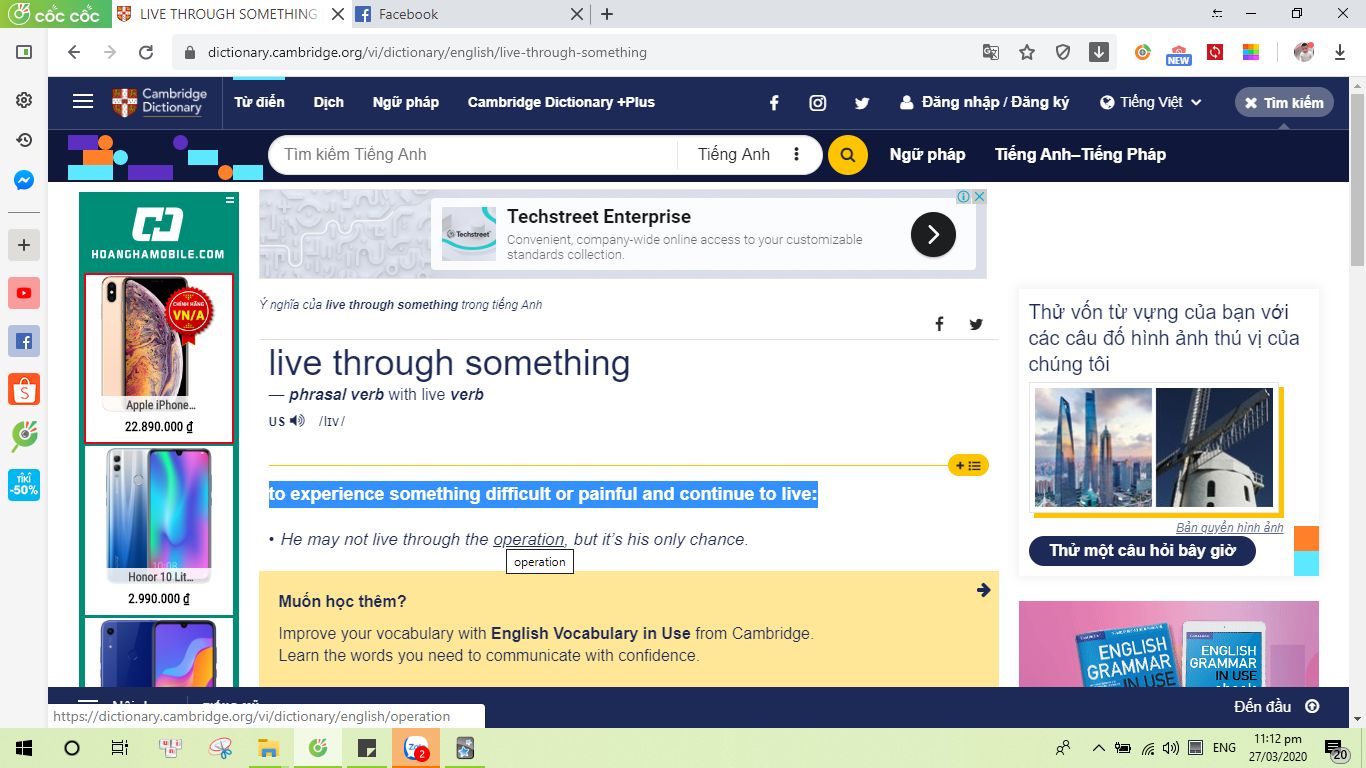 cốc cốc
LIVE THROUGH SOMETHING
Facebook
dictionary.cambridge.org/vi/dictionary/english/live-through-something
NEW
Cambridge Dictionary
Từ điển
Dịch
Ngữ pháp
Cambridge Dictionary +Plus
Đăng nhập / Đăng ký
Tiếng Việt
Tìm kiếm
Tìm kiếm Tiếng Anh
Tiếng Anh
Ngữ pháp
Tiếng Anh–Tiếng Pháp
HOANGHAMOBILE.COM
CHÍNH HÃNG
VN/A
Apple iPhone…
22.890.000 ₫
10:08
Honor 10 Lit…
2.990.000 ₫
TIKI
-50%
Techstreet
Techstreet Enterprise
Convenient, company-wide online access to your customizable
standards collection.
Ý nghĩa của live through something trong tiếng Anh
live through something
— phrasal verb with live verb
US /lɪv/
to experience something difficult or painful and continue to live:
• He may not live through the operation, but it’s his only chance.
operation
Muốn học thêm?
Improve your vocabulary with English Vocabulary in Use from Cambridge.
Learn the words you need to communicate with confidence.
Thử vốn từ vựng của bạn với
các câu đố hình ảnh thú vị của
chúng tôi
Bản quyền hình ảnh
Thử một câu hỏi bây giờ
ENGLISH
GRAMMAR
IN USE
ENGLISH
GRAMMAR
IN USE
Đến đầu
https://dictionary.cambridge.org/vi/dictionary/english/operation
2
ENG
11:12 pm
27/03/2020
20